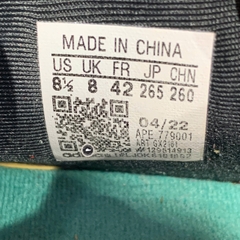 MADE IN CHINA
US UK FR JP CHN
8½ 8 42 265 260
04/22
APE 779001
ART GX2161